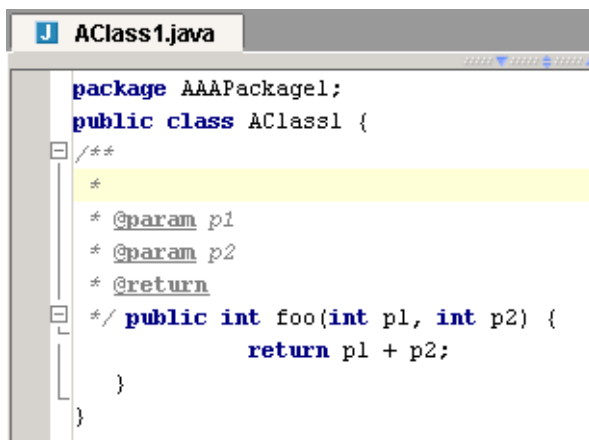 J AClass1.java
package AAAPackage1;
public class AClass1 {
/**
 *
 * @param p1
 * @param p2
 * @return
 */ public int foo(int p1, int p2) {
return p1 + p2;
}
}